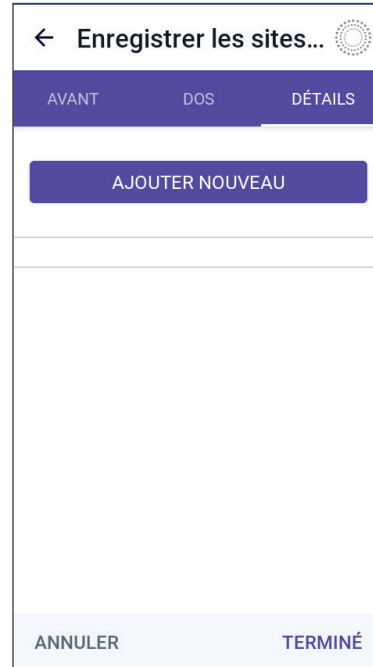 Enregistrer les sites...
AVANT DOS DÉTAILS
AJOUTER NOUVEAU
ANNULER TERMINÉ